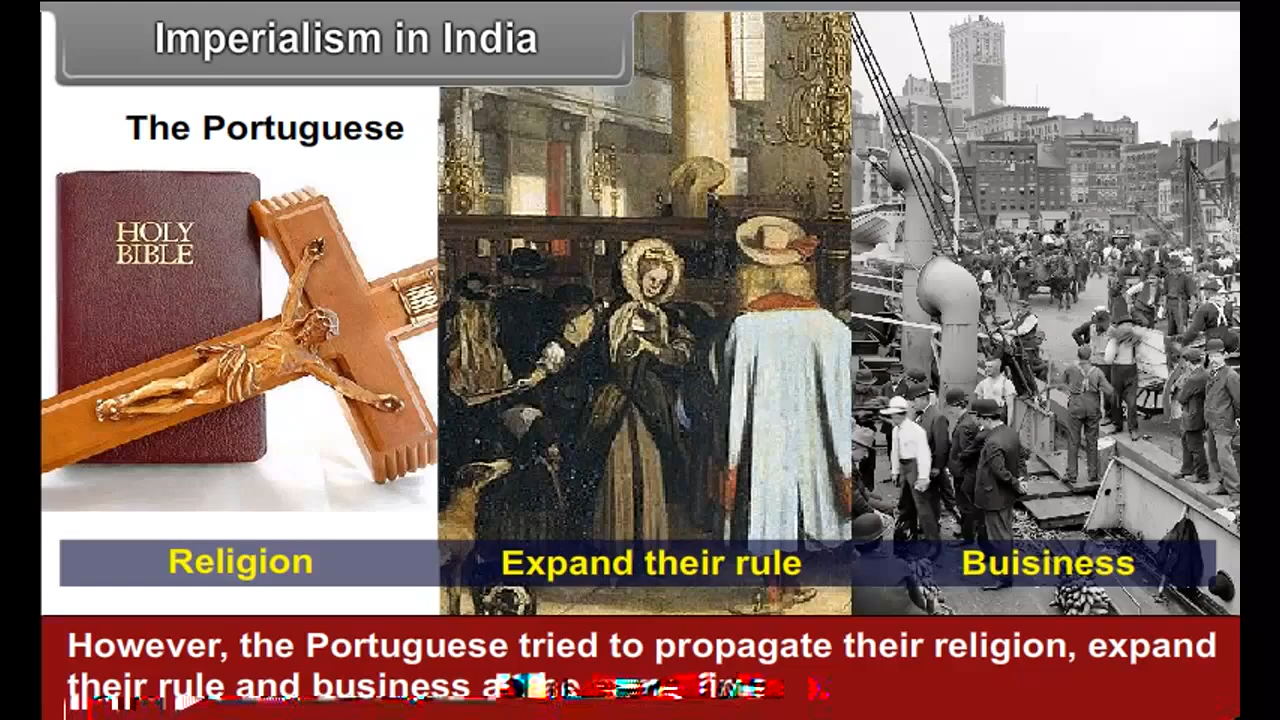 Imperialism in India
The Portuguese
HOLY
BIBLE
INRI
Religion
Expand their rule
Buisiness
However, the Portuguese tried to propagate their religion, expand
their rule and business